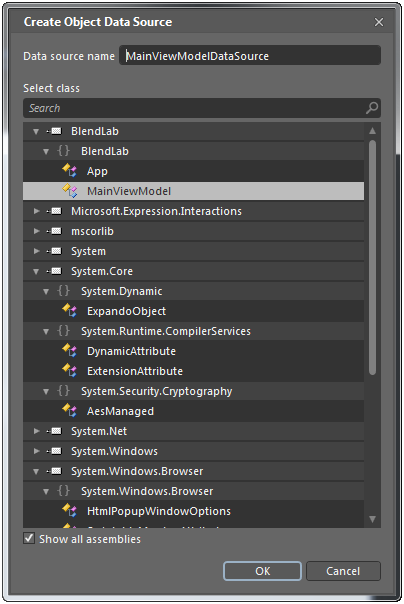 Create Object Data Source
Data source name MainViewModelDataSource
Select class
Search
BlendLab
{} BlendLab
App
MainViewModel
Microsoft.Expression.Interactions
mscorlib
System
System.Core
{} System.Dynamic
ExpandoObject
{} System.Runtime.CompilerServices
DynamicAttribute
ExtensionAttribute
{} System.Security.Cryptography
AesManaged
System.Net
System.Windows
System.Windows.Browser
{} System.Windows.Browser
HtmlPopupWindowOptions
Show all assemblies
OK Cancel